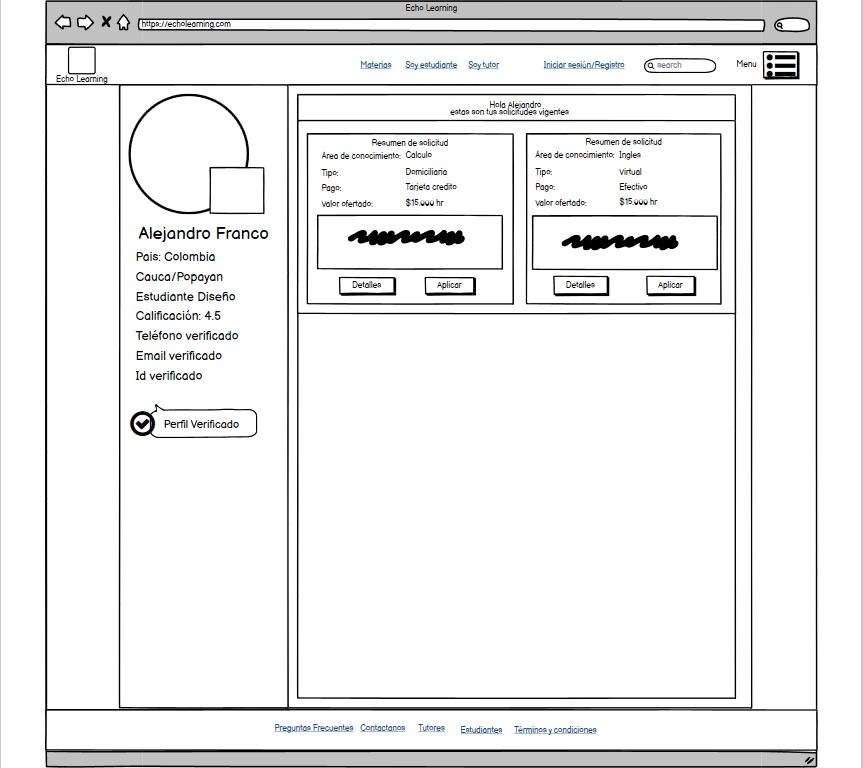 Echo Learning
https://echolearning.com
Echo Learning
Materias Soy estudiante Soy tutor Iniciar sesión/Registro search Menu
Hola Alejandro
estas son tus solicitudes vigentes
Resumen de solicitud
Área de conocimiento: Calculo
Tipo: Domiciliaria
Pago: Tarjeta credito
Valor ofertado: $15,000 hr
Detalles Aplicar
Resumen de solicitud
Área de conocimiento: Ingles
Tipo: Virtual
Pago: Efectivo
Valor ofertado: $15,000 hr
Detalles Aplicar
Alejandro Franco
Pais: Colombia
Cauca/Popayan
Estudiante Diseño
Calificación: 4.5
Teléfono verificado
Email verificado
Id verificado
Perfil Verificado
Preguntas Frecuentes Contactanos Tutores Estudiantes Términos y condiciones